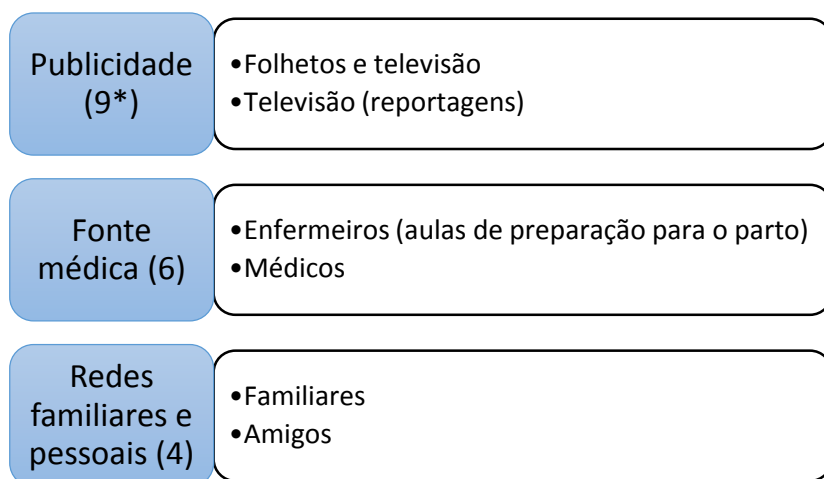 Publicidade
(9*)
•Folhetos e televisão
•Televisão (reportagens)
Fonte
médica (6)
•Enfermeiros (aulas de preparação para o parto)
•Médicos
Redes
familiares e
pessoais (4)
•Familiares
•Amigos